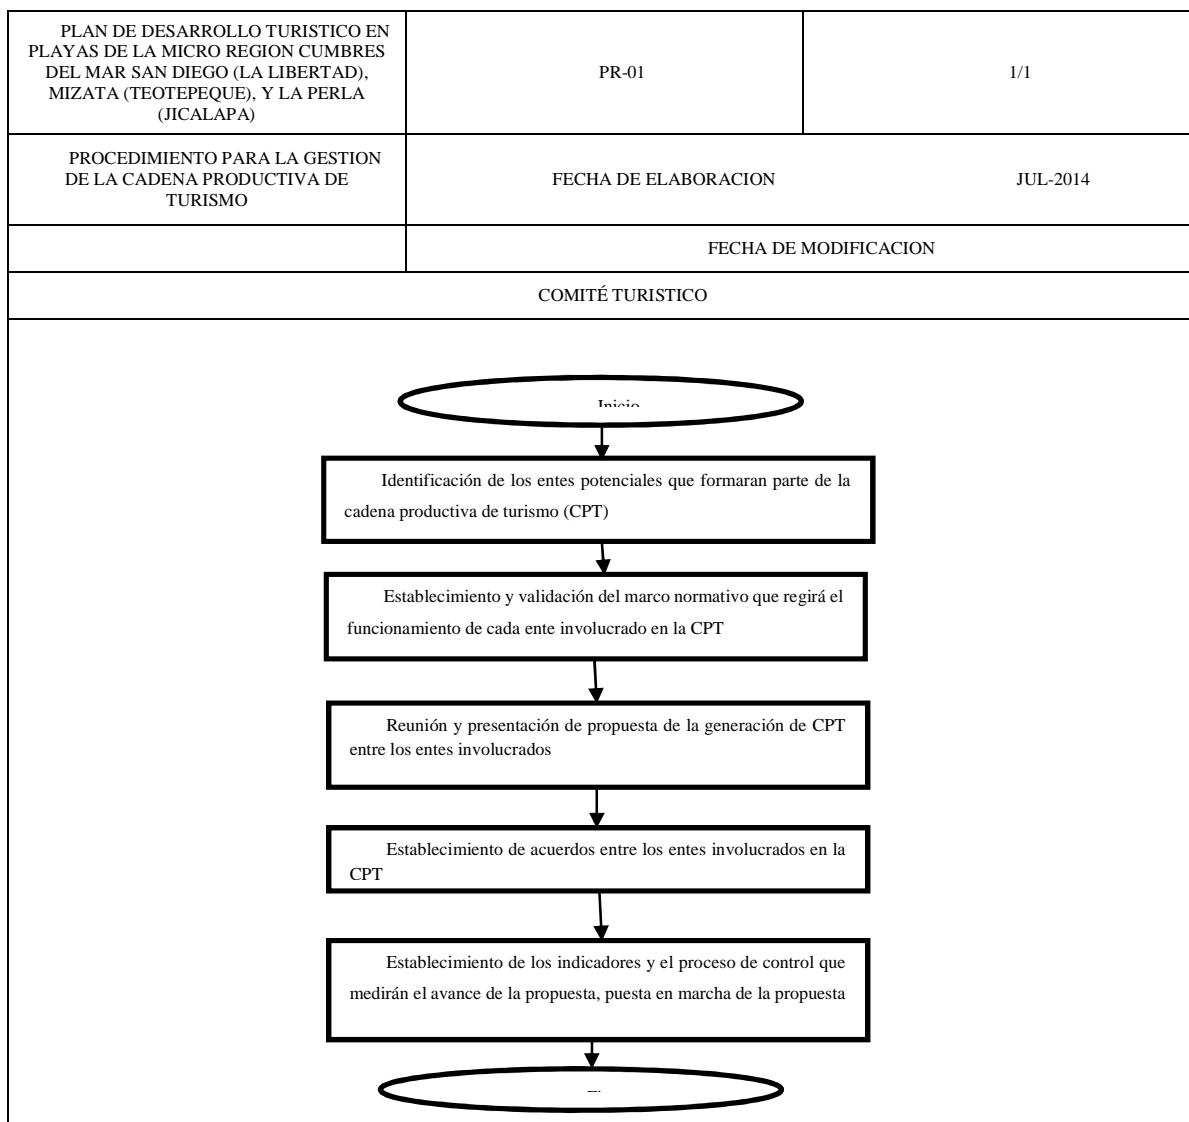 PLAN DE DESARROLLO TURISTICO EN
PLAYAS DE LA MICRO REGION CUMBRES
DEL MAR SAN DIEGO (LA LIBERTAD),
MIZATA (TEOTEPEQUE), Y LA PERLA
(JICALAPA)
PR-01
1/1
PROCEDIMIENTO PARA LA GESTION
DE LA CADENA PRODUCTIVA DE
TURISMO
FECHA DE ELABORACION
JUL-2014
FECHA DE MODIFICACION
COMITÉ TURISTICO
Inicio
Identificación de los entes potenciales que formaran parte de la
cadena productiva de turismo (CPT)
Establecimiento y validación del marco normativo que regirá el
funcionamiento de cada ente involucrado en la CPT
Reunión y presentación de propuesta de la generación de CPT
entre los entes involucrados
Establecimiento de acuerdos entre los entes involucrados en la
CPT
Establecimiento de los indicadores y el proceso de control que
medirán el avance de la propuesta, puesta en marcha de la propuesta